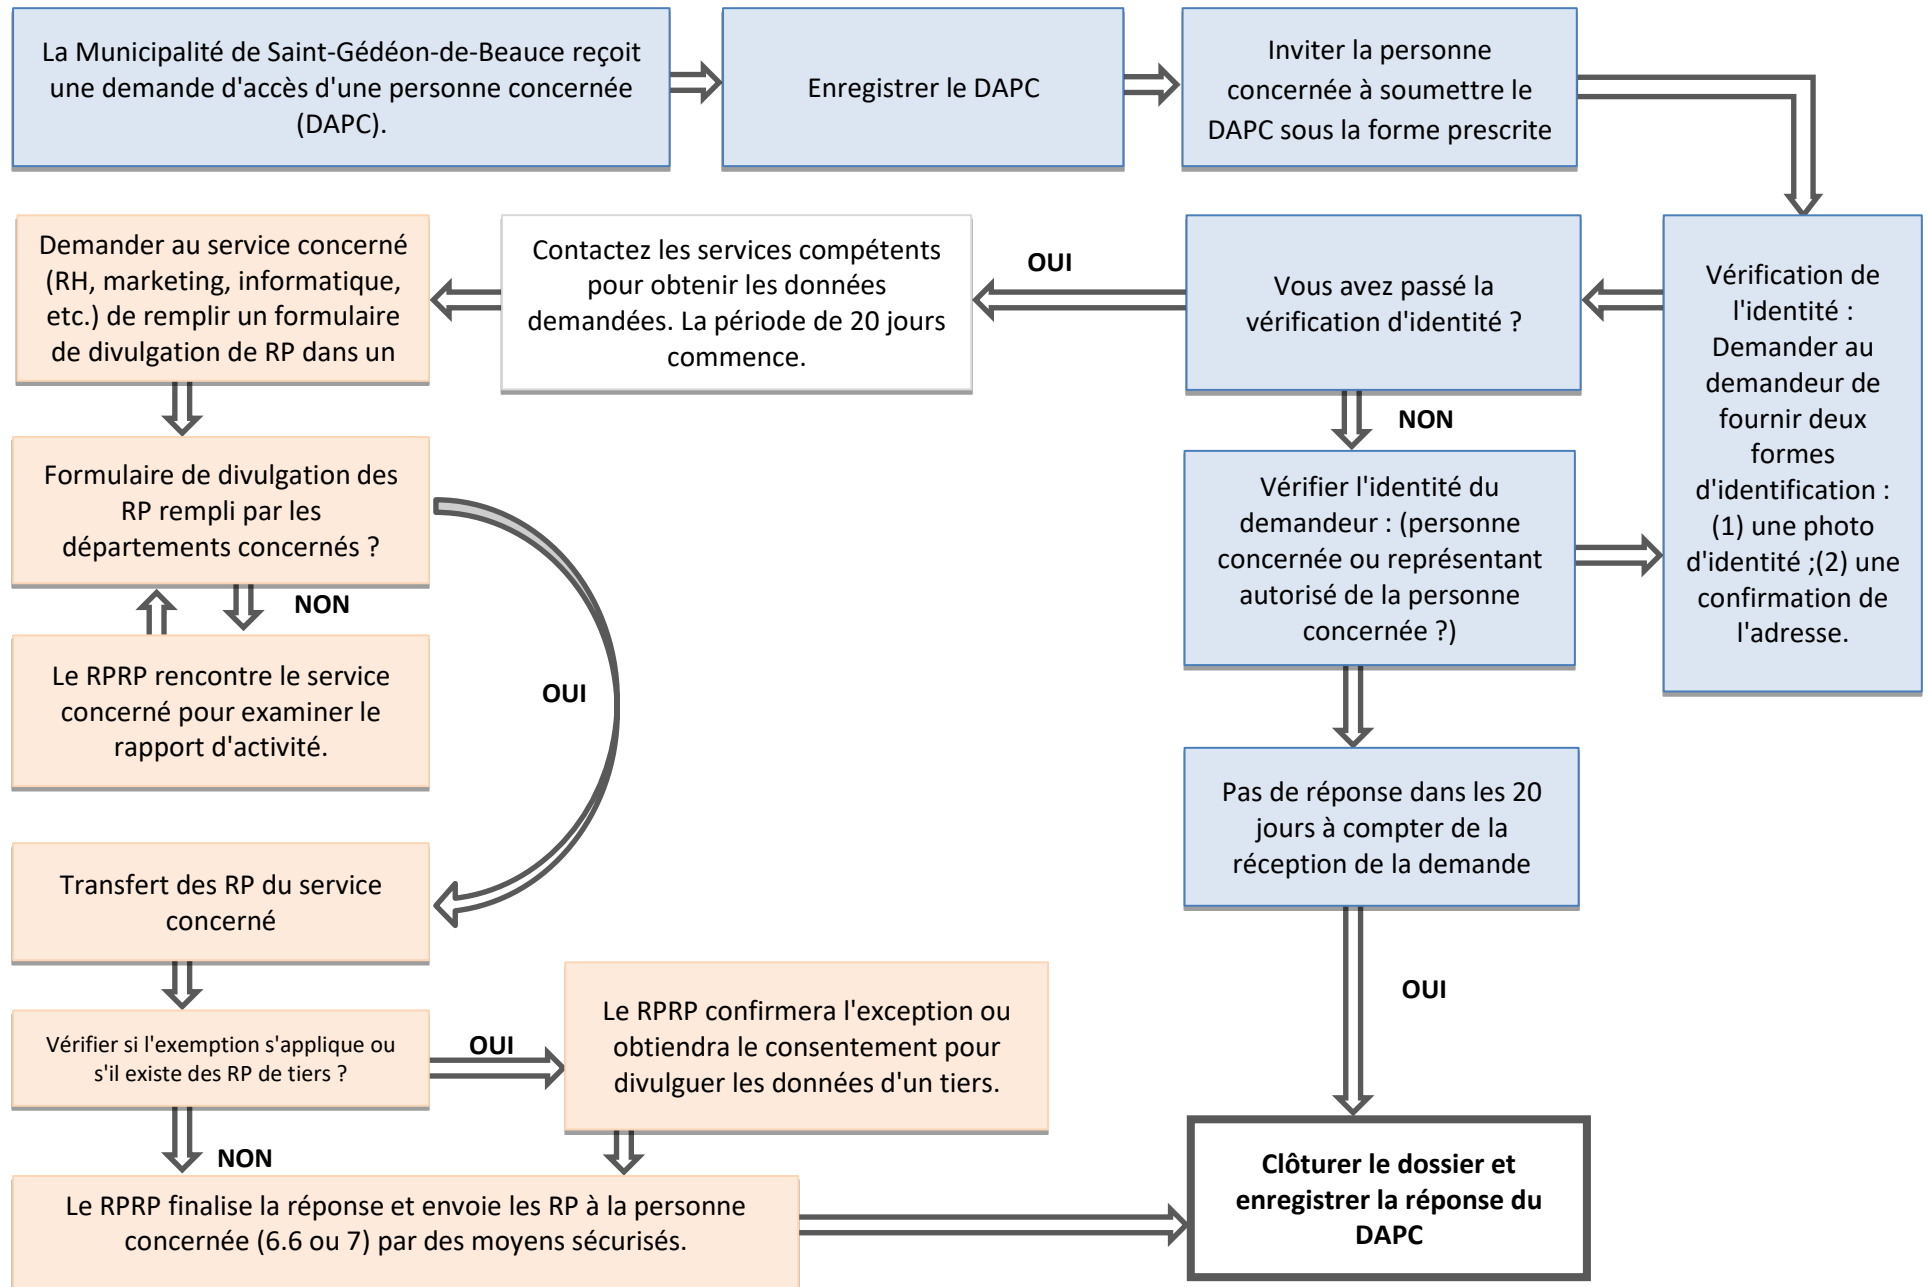 La Municipalité de Saint-Gédéon-de-Beauce reçoit
une demande d'accès d'une personne concernée
(DAPC).
Enregistrer le DAPC
Inviter la personne
concernée à soumettre le
DAPC sous la forme prescrite
Vérification de
l'identité :
Demander au
demandeur de
fournir deux
formes
d'identification :
(1) une photo
d'identité ;(2) une
confirmation de
l'adresse.
Vous avez passé la
vérification d'identité ?
OUI
Contactez les services compétents
pour obtenir les données
demandées. La période de 20 jours
commence.
Demander au service concerné
(RH, marketing, informatique,
etc.) de remplir un formulaire
de divulgation de RP dans un
NON
Vérifier l'identité du
demandeur : (personne
concernée ou représentant
autorisé de la personne
concernée ?)
Pas de réponse dans les 20
jours à compter de la
réception de la demande
OUI
Formulaire de divulgation des
RP rempli par les
départements concernés ?
NON
Le RPRP rencontre le service
concerné pour examiner le
rapport d'activité.
OUI
Transfert des RP du service
concerné
Vérifier si l'exemption s'applique ou
s'il existe des RP de tiers ?
OUI
Le RPRP confirmera l'exception ou
obtiendra le consentement pour
divulguer les données d'un tiers.
NON
Le RPRP finalise la réponse et envoie les RP à la personne
concernée (6.6 ou 7) par des moyens sécurisés.
Clôturer le dossier et
enregistrer la réponse du
DAPC